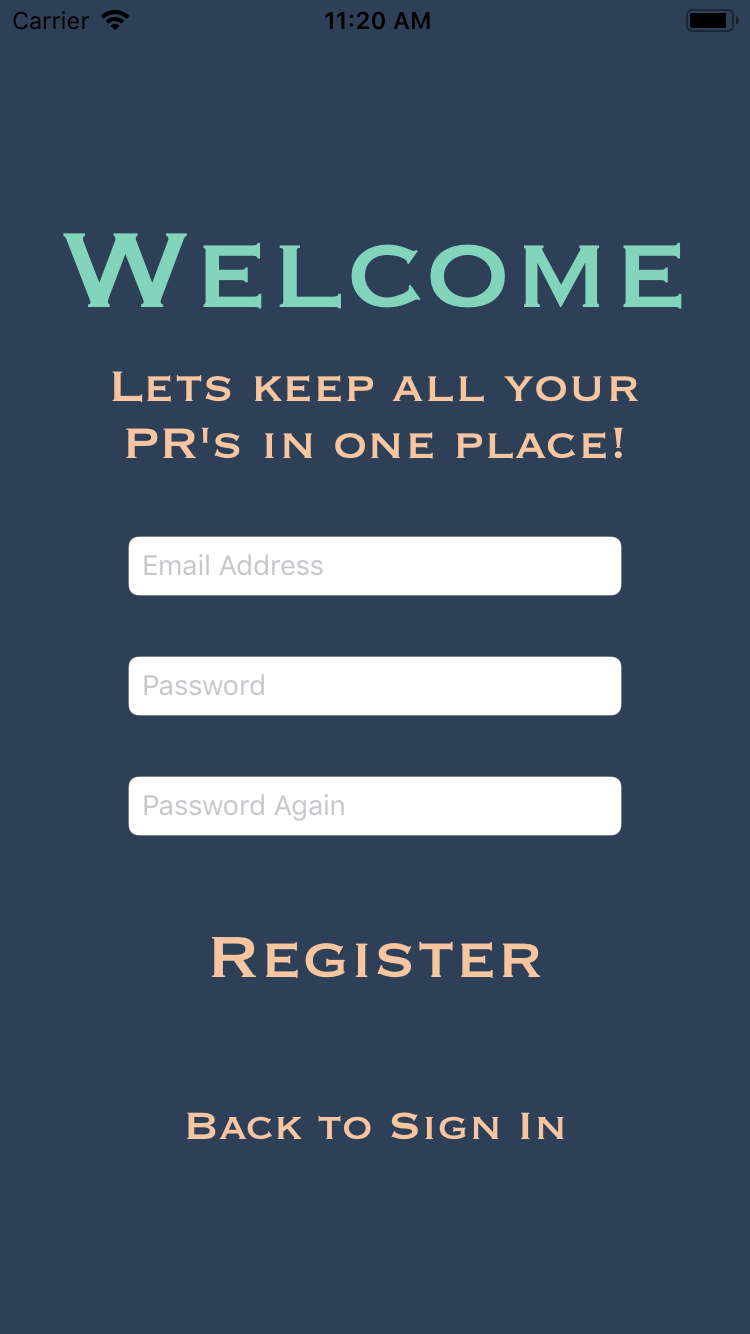 Carrier 11:20 AM
Welcome
Lets keep all your
PR's in one place!
Email Address
Password
Password Again
Register
Back to Sign In